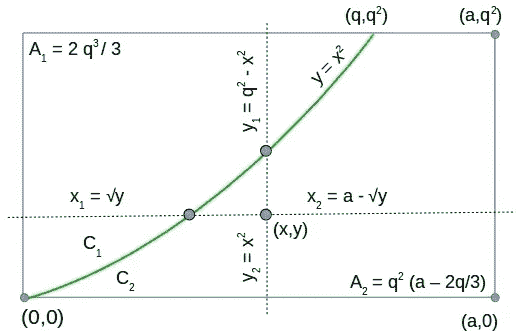 (q,q²) (a,q²)
A₁ = 2 q³/ 3
y₁ = q² - x²
y = x²
x₁ = √y
x₂ = a - √y
(x,y)
C₁
C₂
y₂ = x²
A₂ = q² (a – 2q/3)
(0,0)
(a,0)